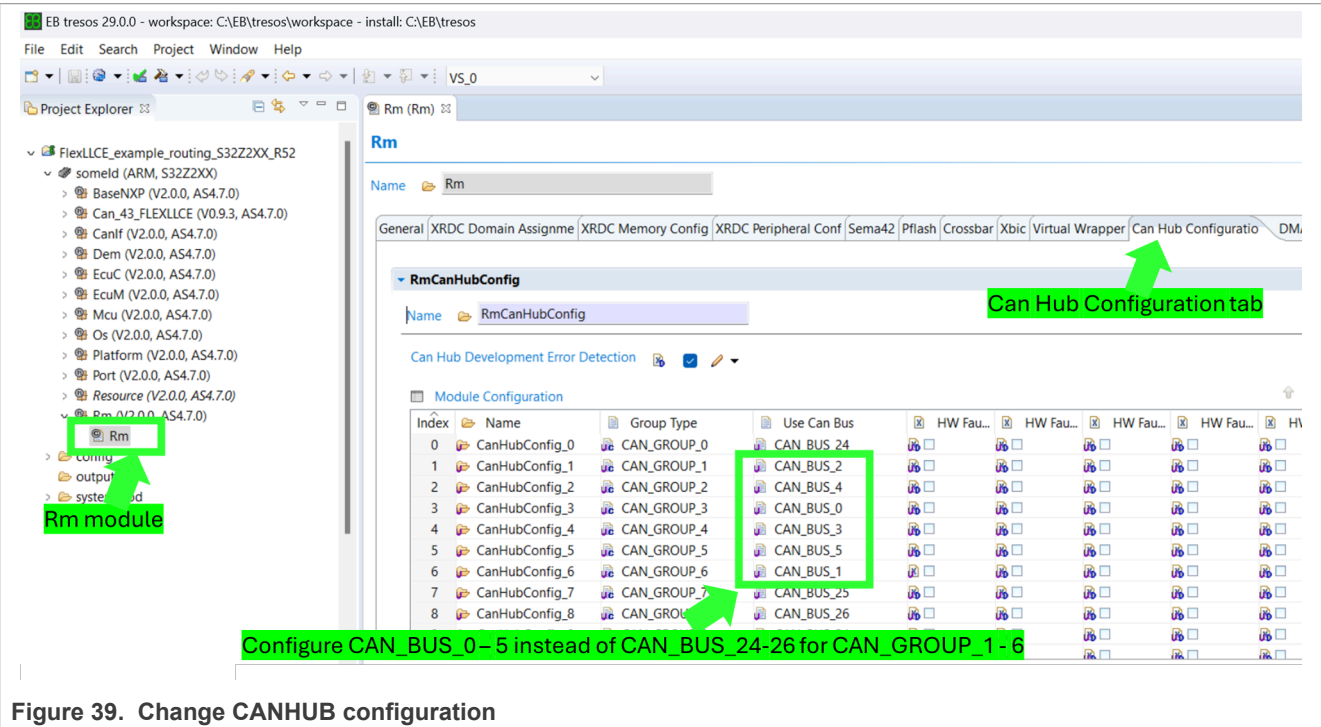 EB tresos 29.0.0 - workspace: C:\EB\tresos\workspace - install: C:\EB\tresos
File Edit Search Project Window Help
VS_0
Project Explorer
Rm (Rm)
FlexLLCE_example_routing_S32Z2XX_R52
someId (ARM, S32Z2XX)
BaseNXP (V2.0.0, AS4.7.0)
Can_43_FLEXLLCE (V0.9.3, AS4.7.0)
CanIf (V2.0.0, AS4.7.0)
Dem (V2.0.0, AS4.7.0)
EcuC (V2.0.0, AS4.7.0)
EcuM (V2.0.0, AS4.7.0)
Mcu (V2.0.0, AS4.7.0)
Os (V2.0.0, AS4.7.0)
Platform (V2.0.0, AS4.7.0)
Port (V2.0.0, AS4.7.0)
Resource (V2.0.0, AS4.7.0)
Rm (V2.0.0, AS4.7.0)
Rm
config
output
Rm module
Rm
Name Rm
General XRDC Domain Assignme XRDC Memory Config XRDC Peripheral Conf Sema42 Pflash Crossbar Xbic Virtual Wrapper Can Hub Configuratio DM
RmCanHubConfig
Can Hub Configuration tab
Name RmCanHubConfig
Can Hub Development Error Detection
Module Configuration
Index Name Group Type Use Can Bus HW Fau... HW Fau... HW Fau... HW Fau... H
0 CanHubConfig_0 CAN_GROUP_0 CAN_BUS_24
1 CanHubConfig_1 CAN_GROUP_1 CAN_BUS_2
2 CanHubConfig_2 CAN_GROUP_2 CAN_BUS_4
3 CanHubConfig_3 CAN_GROUP_3 CAN_BUS_0
4 CanHubConfig_4 CAN_GROUP_4 CAN_BUS_3
5 CanHubConfig_5 CAN_GROUP_5 CAN_BUS_5
6 CanHubConfig_6 CAN_GROUP_6 CAN_BUS_1
7 CanHubConfig_7 CAN_GROUP_7 CAN_BUS_25
8 CanHubConfig_8 CAN_BUS_26
Configure CAN_BUS_0 – 5 instead of CAN_BUS_24-26 for CAN_GROUP_1 - 6
Figure 39. Change CANHUB configuration